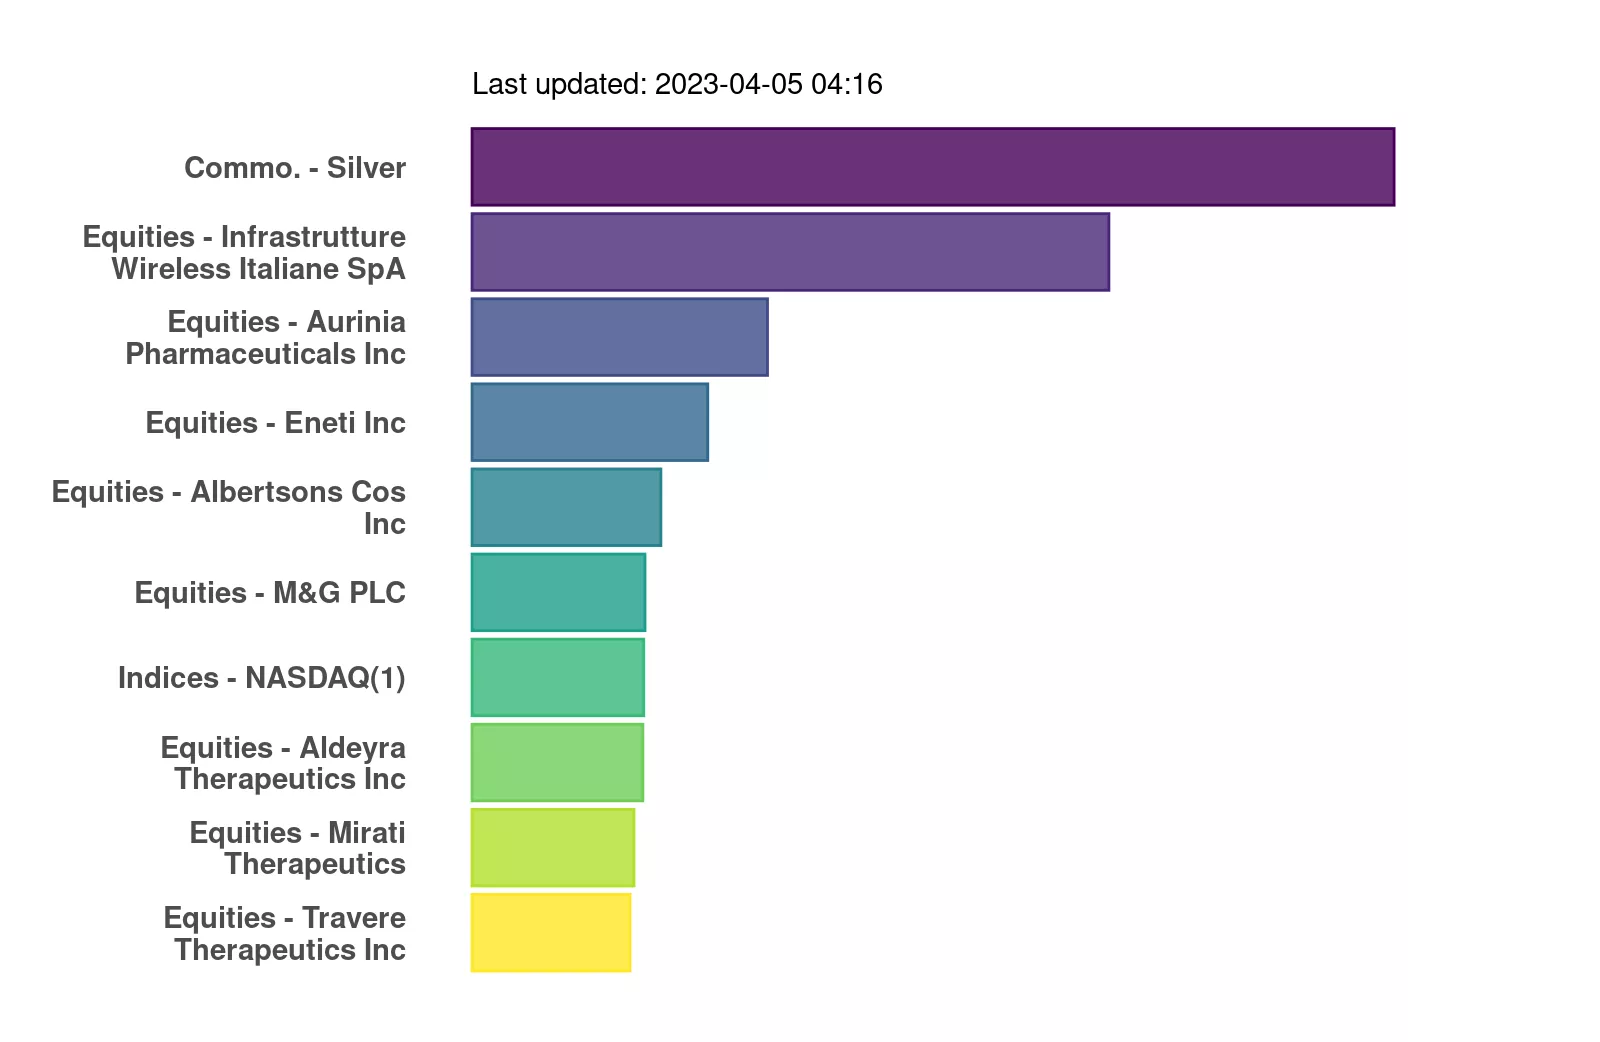 Last updated: 2023-04-05 04:16
Commo. - Silver
Equities - Infrastrutture
Wireless Italiane SpA
Equities - Aurinia
Pharmaceuticals Inc
Equities - Eneti Inc
Equities - Albertsons Cos
Inc
Equities - M&G PLC
Indices - NASDAQ(1)
Equities - Aldeyra
Therapeutics Inc
Equities - Mirati
Therapeutics
Equities - Travere
Therapeutics Inc